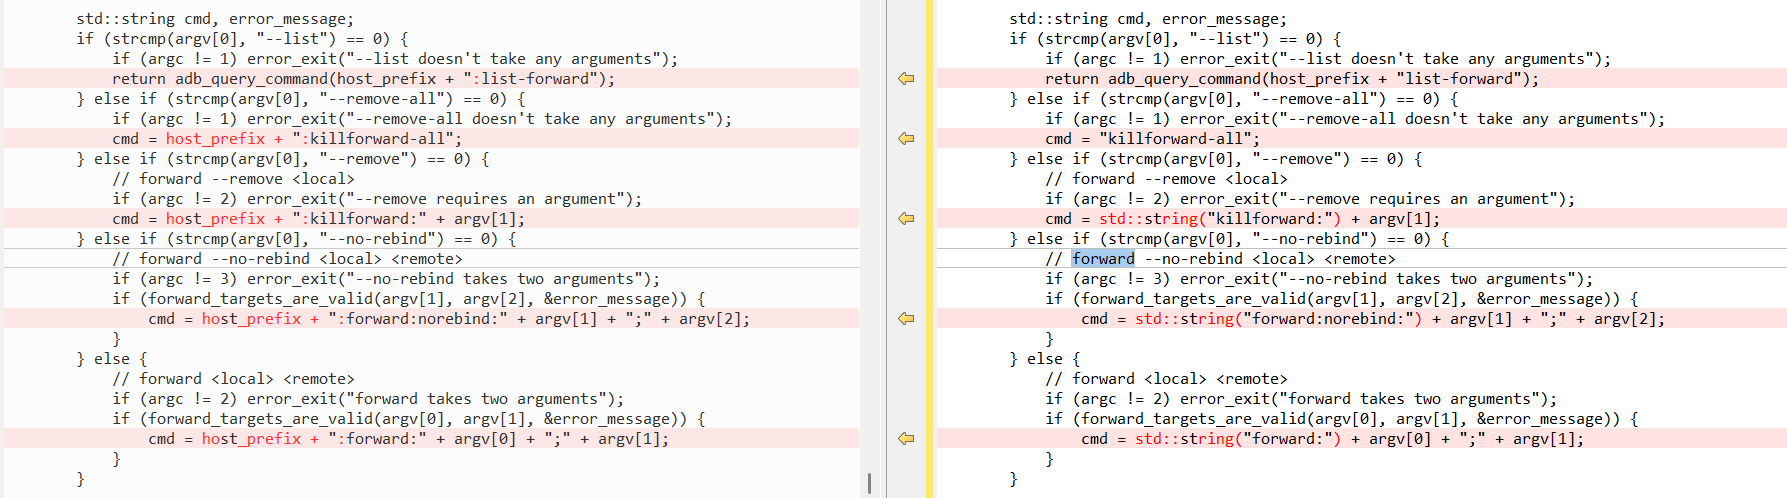 std::string cmd, error_message;
if (strcmp(argv[0], "--list") == 0) {
if (argc != 1) error_exit("--list doesn't take any arguments");
return adb_query_command(host_prefix + ":list-forward");
} else if (strcmp(argv[0], "--remove-all") == 0) {
if (argc != 1) error_exit("--remove-all doesn't take any arguments");
cmd = host_prefix + ":killforward-all";
} else if (strcmp(argv[0], "--remove") == 0) {
// forward --remove <local>
if (argc != 2) error_exit("--remove requires an argument");
cmd = host_prefix + ":killforward:" + argv[1];
} else if (strcmp(argv[0], "--no-rebind") == 0) {
// forward --no-rebind <local> <remote>
if (argc != 3) error_exit("--no-rebind takes two arguments");
if (forward_targets_are_valid(argv[1], argv[2], &error_message)) {
cmd = host_prefix + ":forward:norebind:" + argv[1] + ";" + argv[2];
}
} else {
// forward <local> <remote>
if (argc != 2) error_exit("forward takes two arguments");
if (forward_targets_are_valid(argv[0], argv[1], &error_message)) {
cmd = host_prefix + ":forward:" + argv[0] + ";" + argv[1];
}
}
std::string cmd, error_message;
if (strcmp(argv[0], "--list") == 0) {
if (argc != 1) error_exit("--list doesn't take any arguments");
return adb_query_command(host_prefix + "list-forward");
} else if (strcmp(argv[0], "--remove-all") == 0) {
if (argc != 1) error_exit("--remove-all doesn't take any arguments");
cmd = "killforward-all";
} else if (strcmp(argv[0], "--remove") == 0) {
// forward --remove <local>
if (argc != 2) error_exit("--remove requires an argument");
cmd = std::string("killforward:") + argv[1];
} else if (strcmp(argv[0], "--no-rebind") == 0) {
// forward --no-rebind <local> <remote>
if (argc != 3) error_exit("--no-rebind takes two arguments");
if (forward_targets_are_valid(argv[1], argv[2], &error_message)) {
cmd = std::string("forward:norebind:") + argv[1] + ";" + argv[2];
}
} else {
// forward <local> <remote>
if (argc != 2) error_exit("forward takes two arguments");
if (forward_targets_are_valid(argv[0], argv[1], &error_message)) {
cmd = std::string("forward:") + argv[0] + ";" + argv[1];
}
}